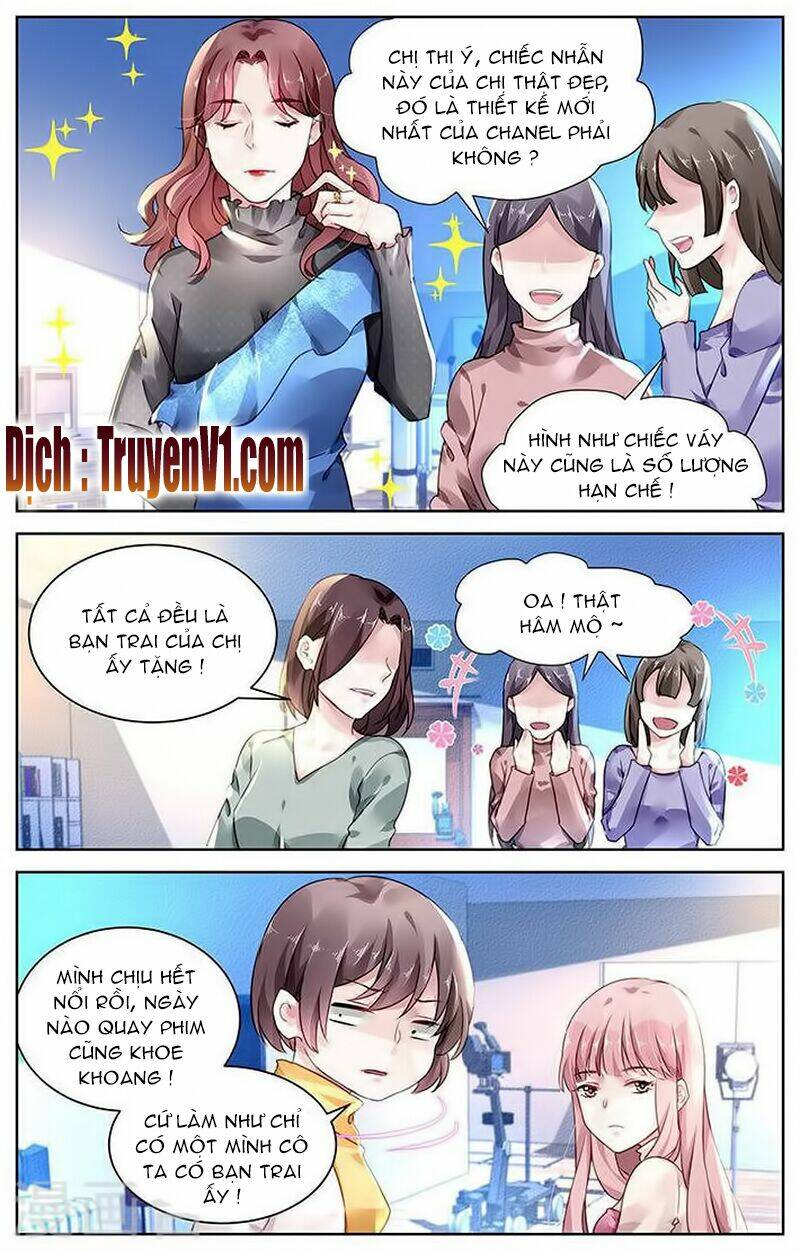 CHỊ THI Ý, CHIẾC NHẪN
NÀY CỦA CHỊ THẬT ĐẸP,
ĐÓ LÀ THIẾT KẾ MỚI
NHẤT CỦA CHANEL PHẢI
KHÔNG ?
Dịch : TruyenV1.com
HÌNH NHƯ CHIẾC VÁY
NÀY CŨNG LÀ SỐ LƯỢNG
HẠN CHẾ !
TẤT CẢ ĐỀU LÀ
BẠN TRAI CỦA CHỊ
ẤY TẶNG !
OA ! THẬT
HÂM MỘ ~
MÌNH CHỊU HẾT
NỔI RỒI, NGÀY
NÀO QUAY PHIM
CŨNG KHOE
KHOANG !
CỨ LÀM NHƯ CHỈ
CÓ MỘT MÌNH CÔ
TA CÓ BẠN TRAI
ẤY !